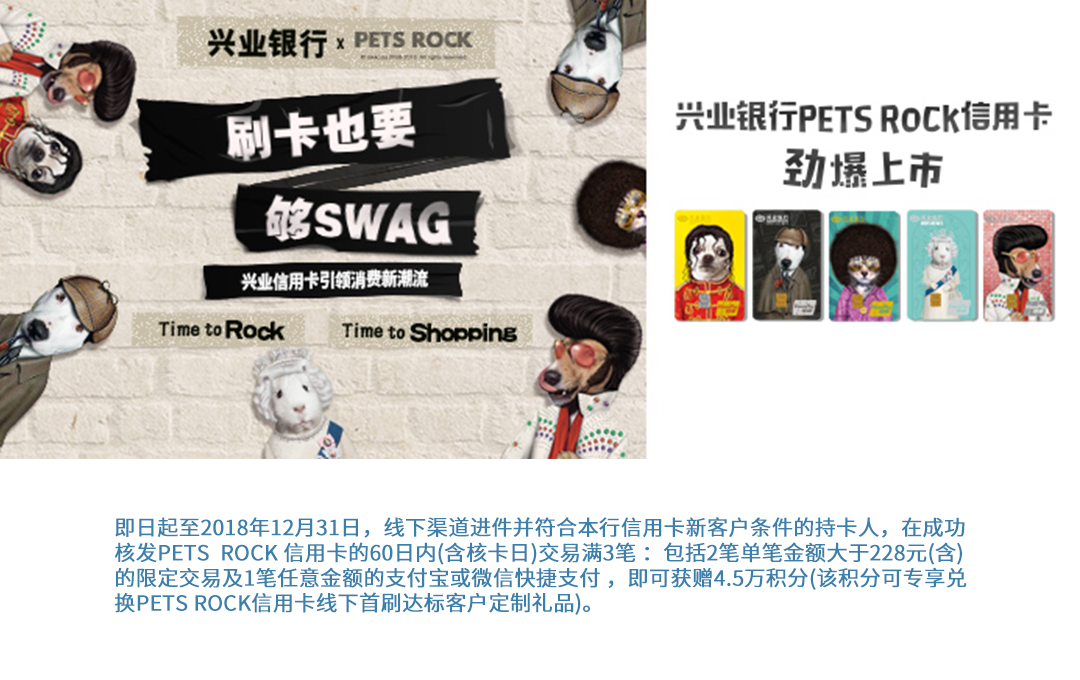 兴业银行 x PETS ROCK
刷卡也要
够SWAG
兴业信用卡引领消费新潮流
Time to Rock
Time to Shopping
兴业银行PETS ROCK信用卡
劲爆上市
即日起至2018年12月31日，线下渠道进件并符合本行信用卡新客户条件的持卡人，在成功
核发PETS ROCK 信用卡的60日内(含核卡日)交易满3笔：包括2笔单笔金额大于228元(含)
的限定交易及1笔任意金额的支付宝或微信快捷支付，即可获赠4.5万积分(该积分可专享兑
换PETS ROCK信用卡线下首刷达标客户定制礼品)。